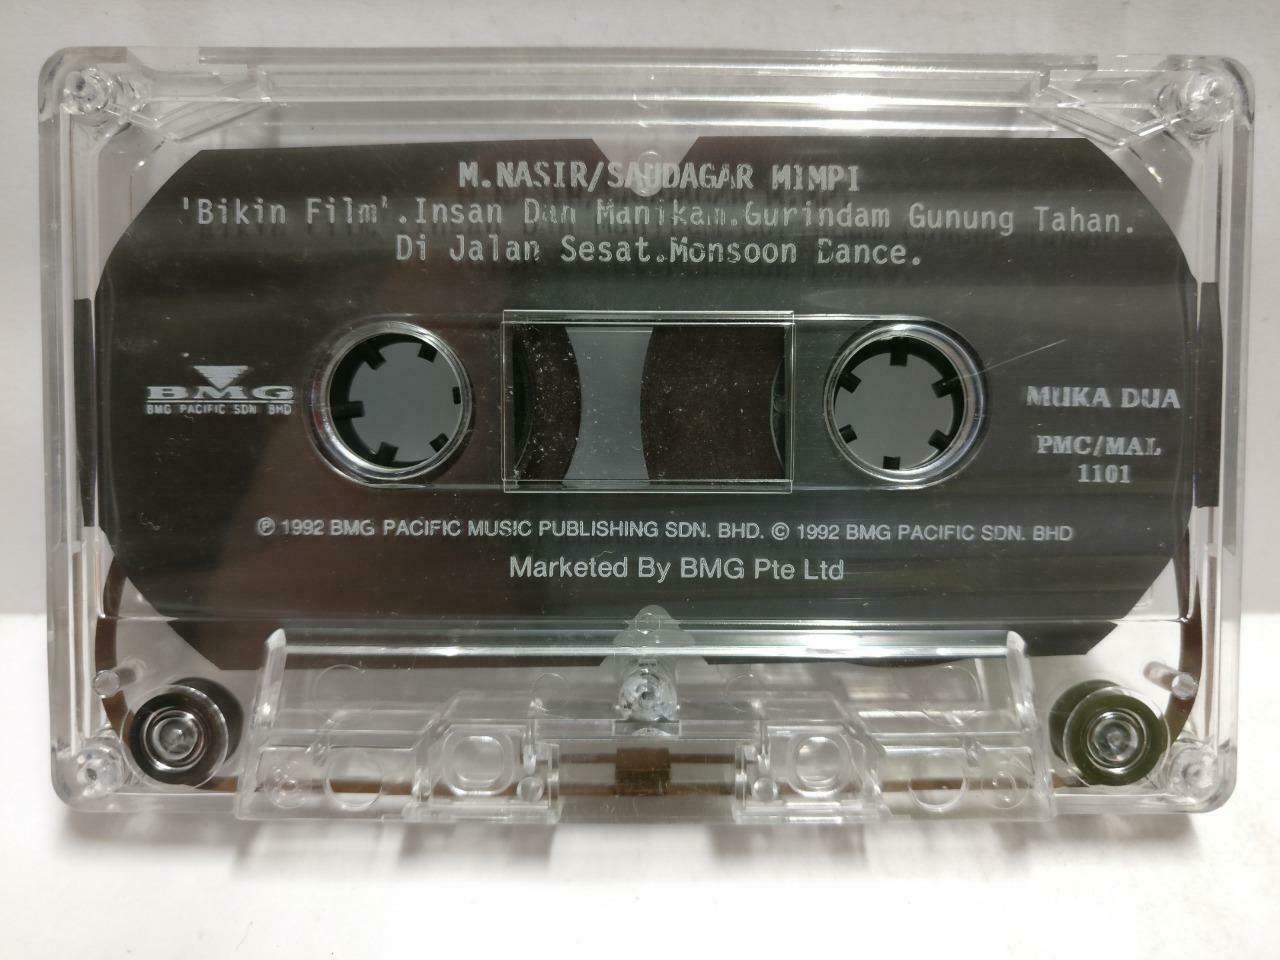 M.NASIR/SAUDAGAR MIMPI
'Bikin Film'.Insan Dan Manikam.Gurindam Gunung Tahan.
Di Jalan Sesat.Monsoon Dance.
BMG
BMG PACIFIC SDN BHD
MUKA DUA
PMC/MAL
1101
℗ 1992 BMG PACIFIC MUSIC PUBLISHING SDN. BHD. © 1992 BMG PACIFIC SDN. BHD
Marketed By BMG Pte Ltd